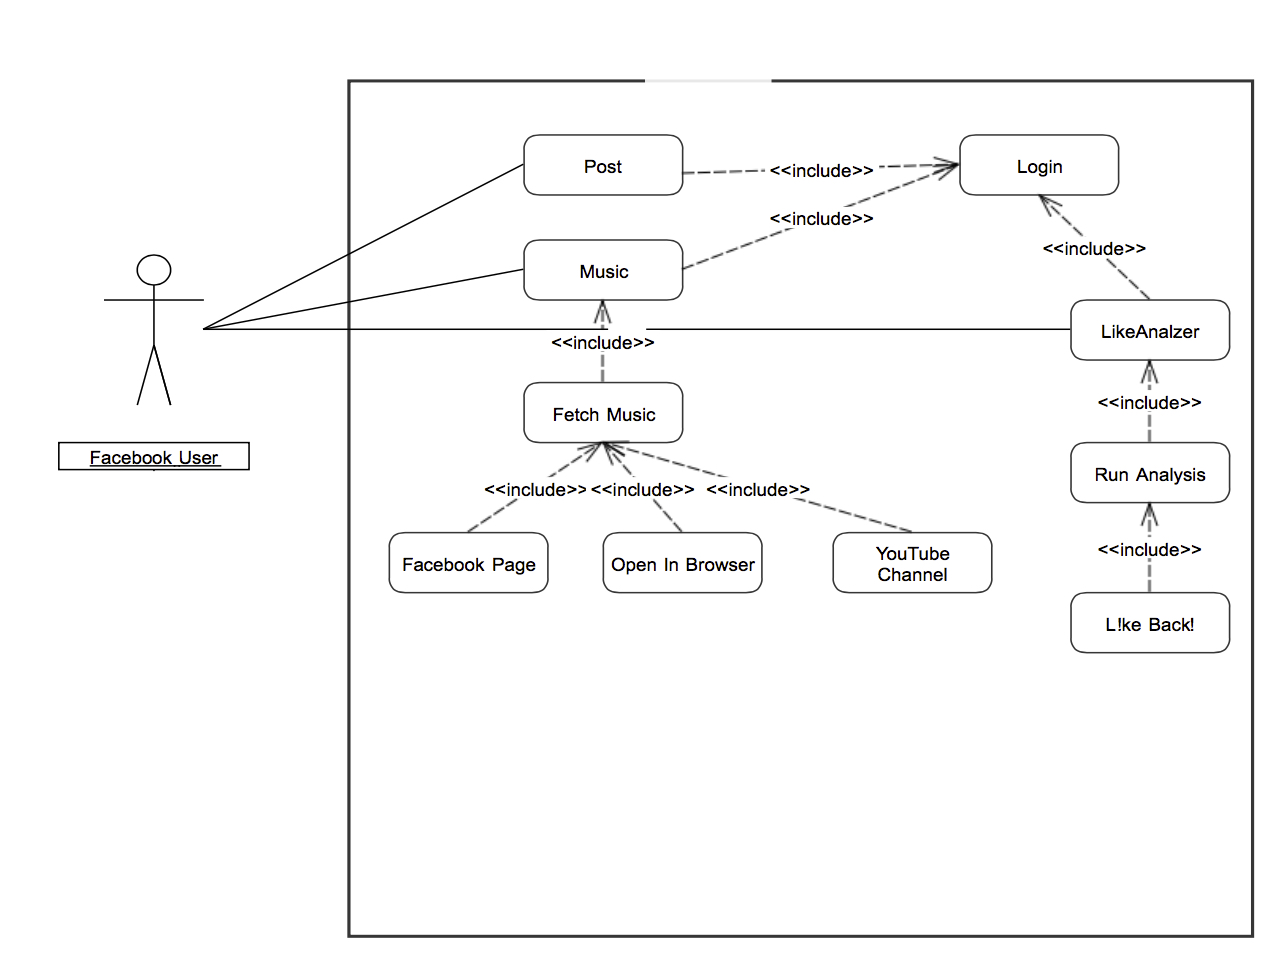 Post
<<include>>
Login
<<include>>
Music
<<include>>
LikeAnalzer
<<include>>
<<include>>
Fetch Music
Facebook User
Run Analysis
<<include>>
<<include>>
<<include>>
<<include>>
Facebook Page
Open In Browser
YouTube
Channel
L!ke Back!